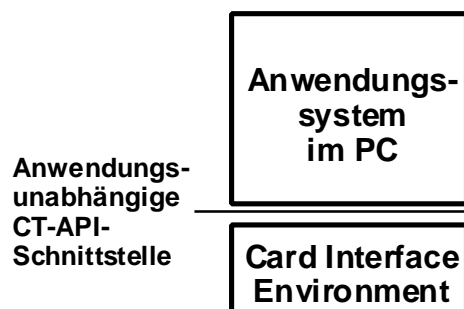 Anwendungs-
system
im PC
Anwendungs-
unabhängige
CT-API-
Schnittstelle
Card Interface
Environment